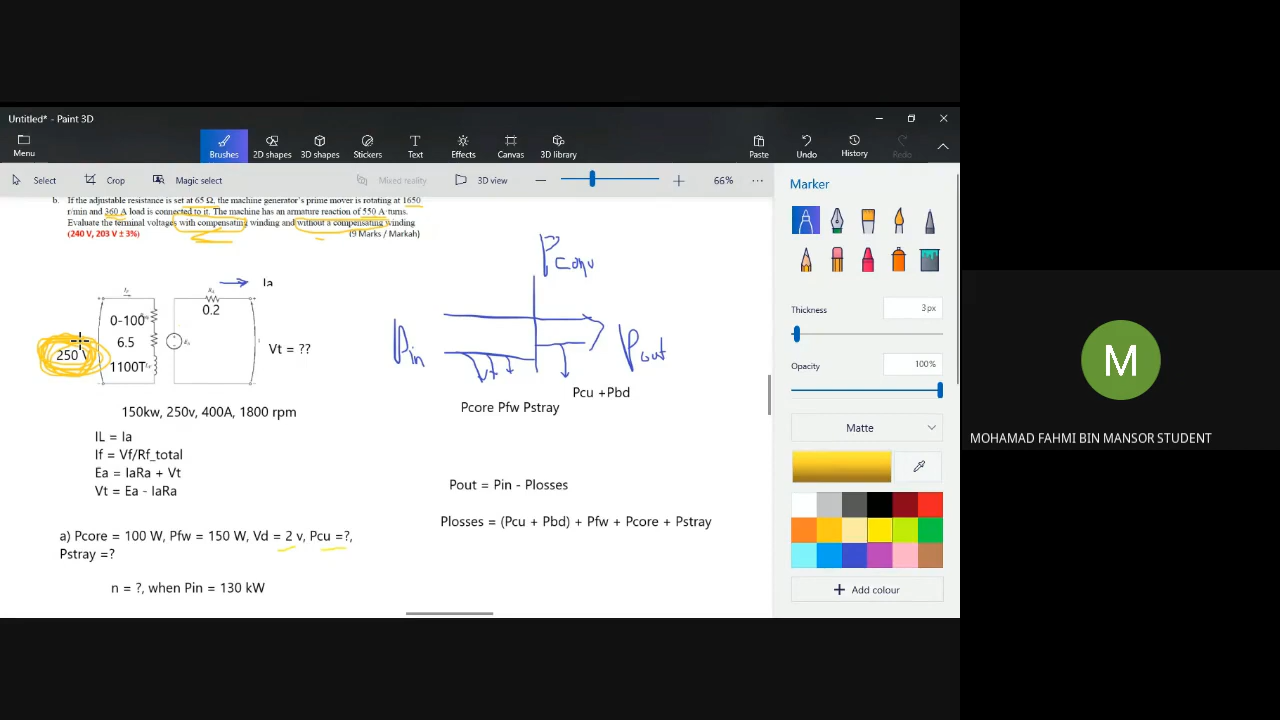 Untitled* - Paint 3D
Menu
Brushes
2D shapes
3D shapes
Stickers
Text
Effects
Canvas
3D library
Paste
Undo
History
Redo
Select
Crop
Magic select
Mixed reality
3D view
66%
b. If the adjustable resistance is set at 65 Ω, the machine generator's prime mover is rotating at 1650
r/min and 360 A load is connected to it. The machine has an armature reaction of 550 A·turns.
Evaluate the terminal voltages with compensating winding and without a compensating winding
(240 V, 203 V ± 3%)
(9 Marks / Markah)
Ia
0.2
0-100
6.5
1100T
250 V
Vt = ??
150kw, 250v, 400A, 1800 rpm
IL = Ia
If = Vf/Rf_total
Ea = IaRa + Vt
Vt = Ea - IaRa
a) Pcore = 100 W, Pfw = 150 W, Vd = 2 v, Pcu =?,
Pstray =?
n = ?, when Pin = 130 kW
Pconv
Pin
Pout
Pcu +Pbd
Pcore Pfw Pstray
Pout = Pin - Plosses
Plosses = (Pcu + Pbd) + Pfw + Pcore + Pstray
Marker
Thickness
3px
Opacity
100%
Matte
+ Add colour
M
MOHAMAD FAHMI BIN MANSOR STUDENT